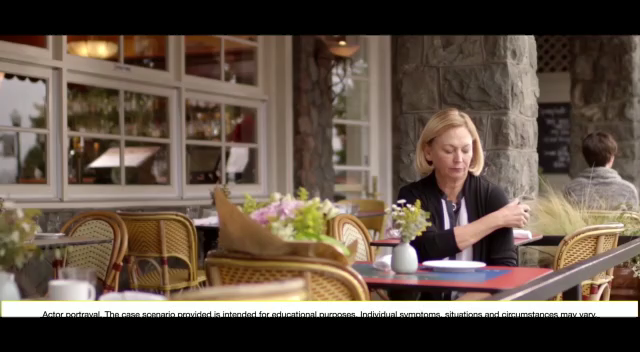 Actor portrayal. The case scenario provided is intended for educational purposes. Individual symptoms, situations and circumstances may vary.